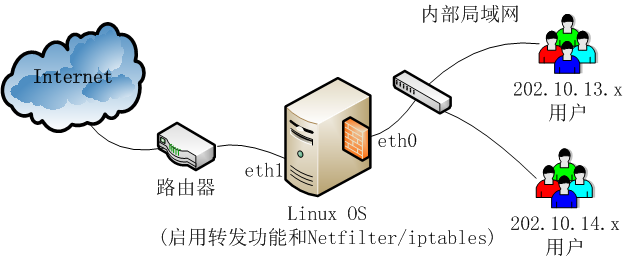 内部局域网
Internet
202.10.13.x
用户
eth0
eth1
路由器
Linux OS
(启用转发功能和Netfilter/iptables)
202.10.14.x
用户